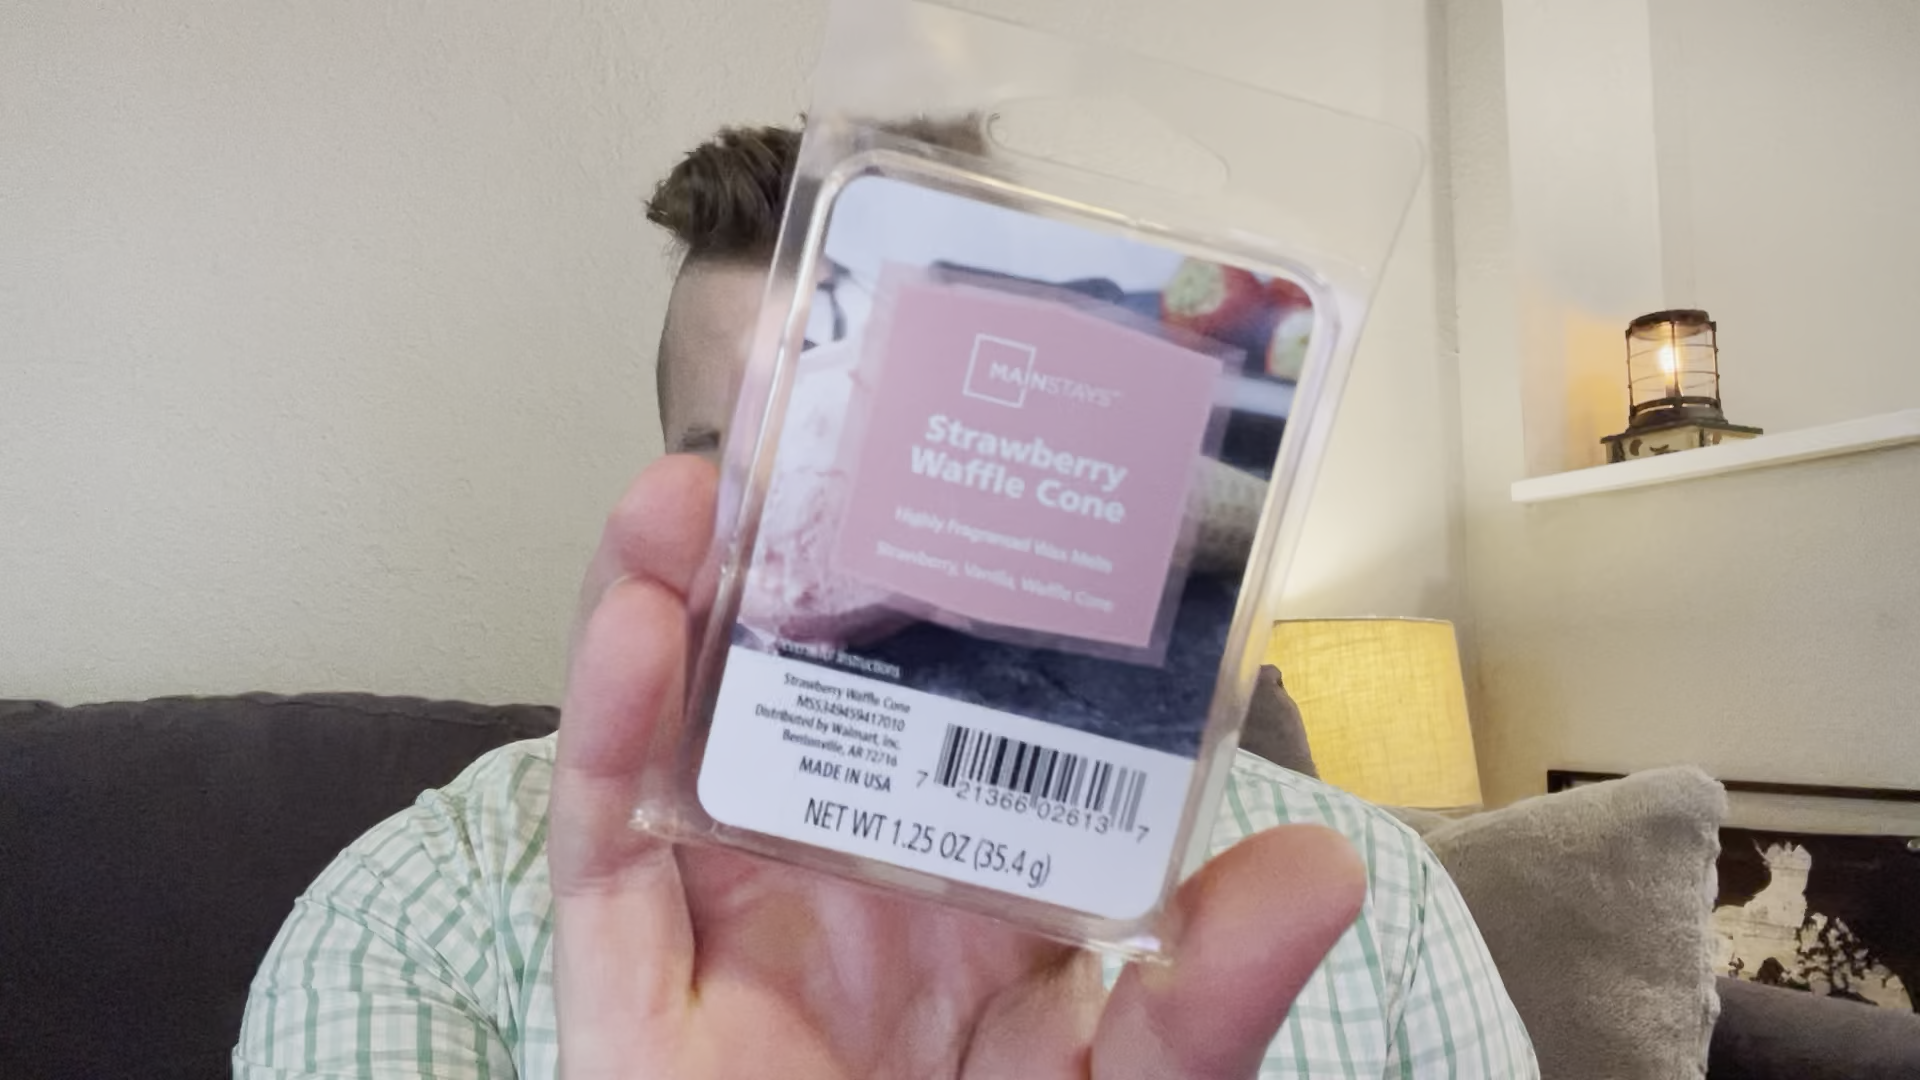 MAINSTAYS
Strawberry
Waffle Cone
Highly Fragranced Wax Melts
Strawberry, Vanilla, Waffle Cone
Instructions
Strawberry Waffle Cone
Distributed by Walmart, Inc.
Bentonville, AR 72716
MADE IN USA
7 21366 02613 7
NET WT 1.25 OZ (35.4 g)